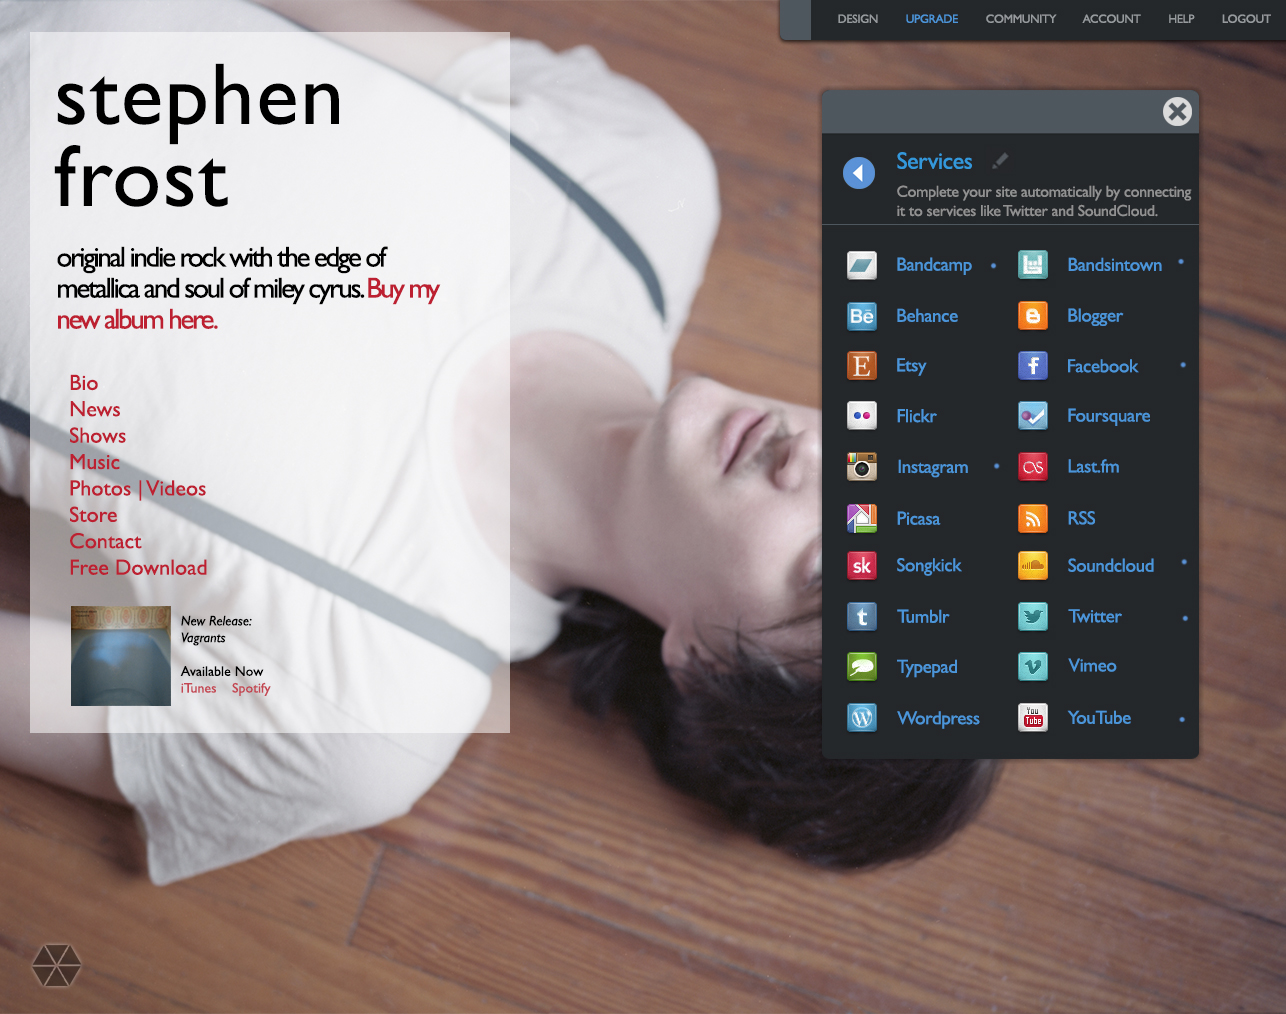 DESIGN UPGRADE COMMUNITY ACCOUNT HELP LOGOUT
stephen
frost
original indie rock with the edge of
metallica and soul of miley cyrus. Buy my
new album here.
Bio
News
Shows
Music
Photos | Videos
Store
Contact
Free Download
New Release:
Vagrants
Available Now
iTunes Spotify
Services
Complete your site automatically by connecting
it to services like Twitter and SoundCloud.
Bandcamp Bandsintown
Bē Behance Blogger
E Etsy f Facebook
Flickr Foursquare
Instagram Last.fm
Picasa RSS
sk Songkick Soundcloud
t Tumblr Twitter
Typepad Vimeo
Wordpress You Tube YouTube